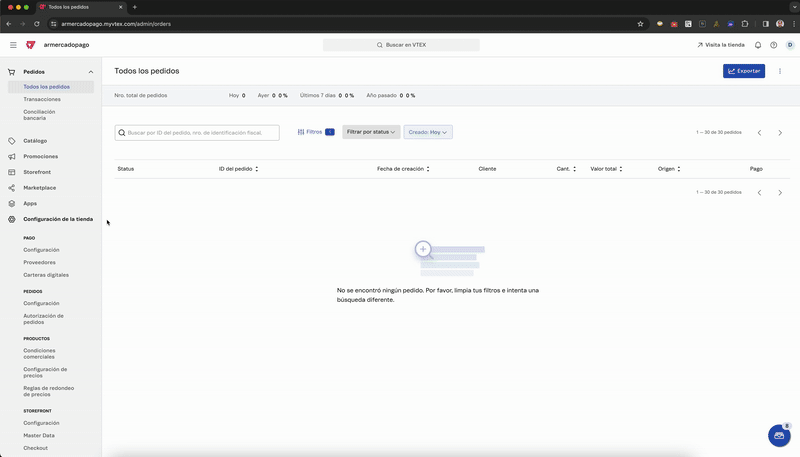 Todos los pedidos
armercadopago.myvtex.com/admin/orders
armercadopago
Buscar en VTEX
Visita la tienda
D
Pedidos
Todos los pedidos
Transacciones
Conciliación
bancaria
Catálogo
Promociones
Storefront
Marketplace
Apps
Configuración de la tienda
PAGO
Configuración
Proveedores
Carteras digitales
PEDIDOS
Configuración
Autorización de
pedidos
PRODUCTOS
Condiciones
comerciales
Configuración de
precios
Reglas de redondeo
de precios
STOREFRONT
Configuración
Master Data
Checkout
Todos los pedidos
Exportar
Nro. total de pedidos Hoy 0 Ayer 0 0 % Últimos 7 días 0 0 % Año pasado 0 0 %
Buscar por ID del pedido, nro. de identificación fiscal.
Filtros 1 Filtrar por status Creado: Hoy
1 — 30 de 30 pedidos
Status ID del pedido Fecha de creación Cliente Cant. Valor total Origen Pago
1 — 30 de 30 pedidos
No se encontró ningún pedido. Por favor, limpia tus filtros e intenta una
búsqueda diferente.